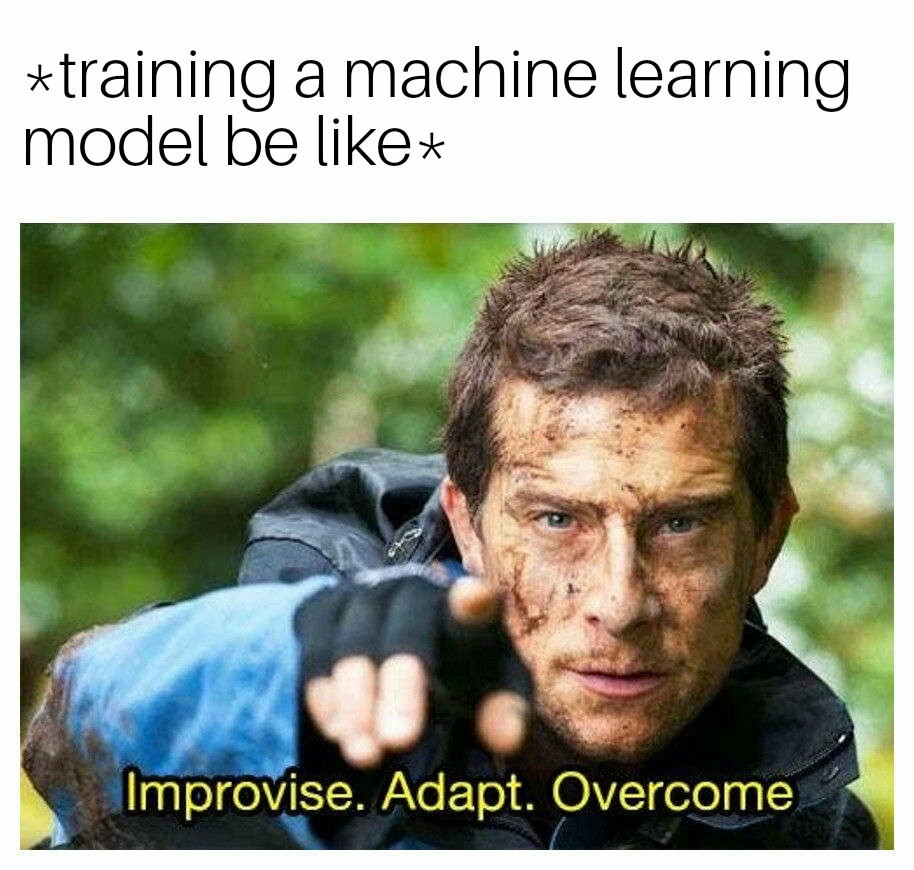 *training a machine learning
model be like*
Improvise. Adapt. Overcome